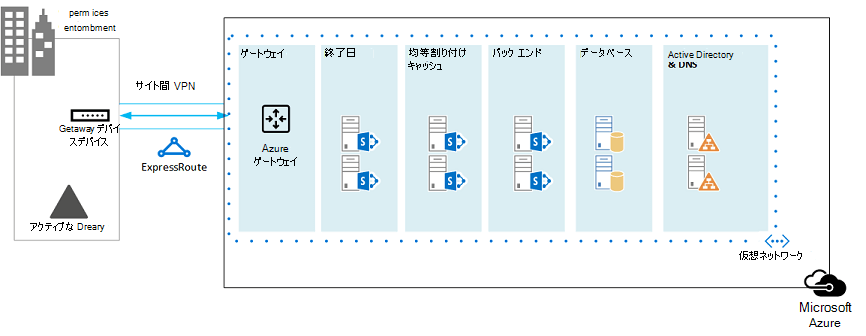 perm ices
entombment
サイト間 VPN
Getaway デバイ
スデバイス
ExpressRoute
アクティブな Dreary
ゲートウェイ
Azure
ゲートウェイ
終了日
均等割り付け
キャッシュ
バック エンド
データベース
Active Directory
& DNS
仮想ネットワーク
Microsoft
Azure